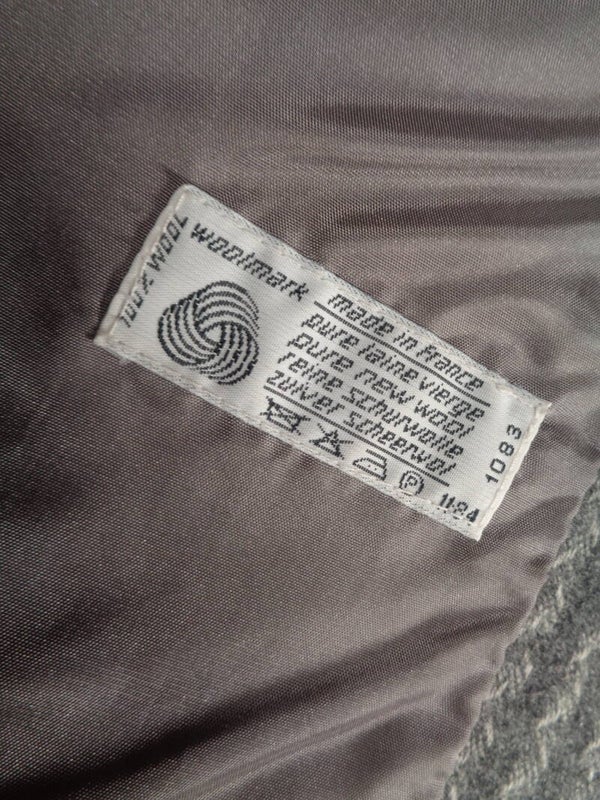 100% WOOL
woolmark
made in France
pure laine vierge
pure new wool
reine schurwolle
zuiver scheerwol
P
1184
1083